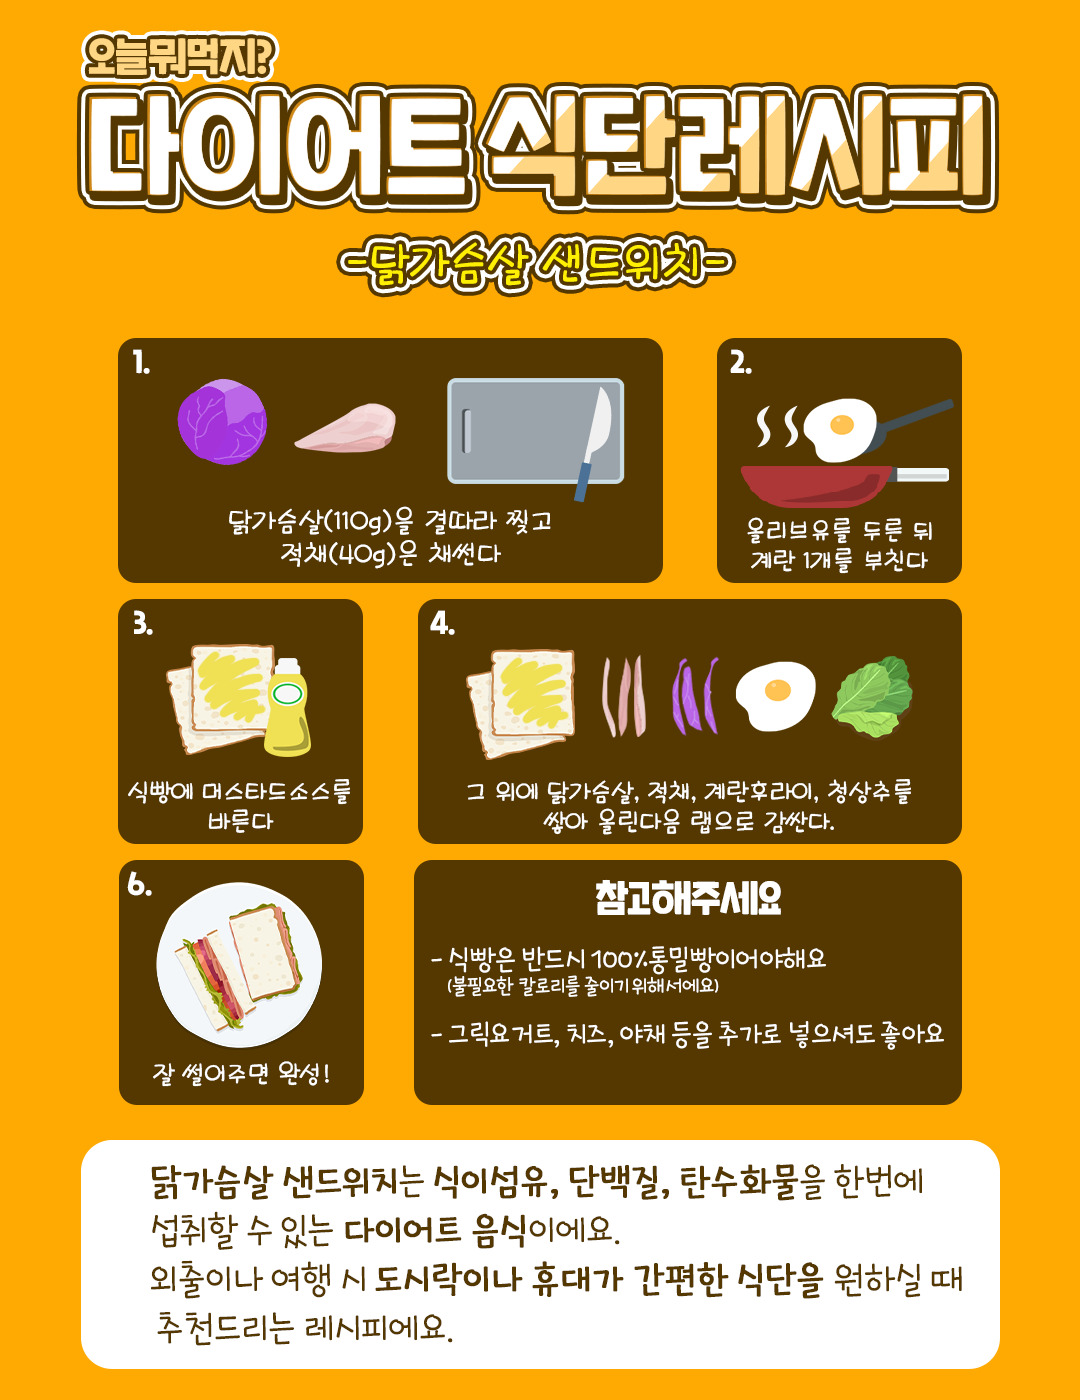 오늘뭐먹지?
다이어트 식단레시피
-닭가슴살 샌드위치-
1.
닭가슴살(110g)을 결따라 찢고
적채(40g)은 채썬다
2.
올리브유를 두른 뒤
계란 1개를 부친다
3.
식빵에 머스타드소스를
바른다
4.
그 위에 닭가슴살, 적채, 계란후라이, 청상추를
쌓아 올린다음 랩으로 감싼다.
6.
잘 썰어주면 완성!
참고해주세요
- 식빵은 반드시 100%통밀빵이어야해요
(불필요한 칼로리를 줄이기위해서에요)
- 그릭요거트, 치즈, 야채 등을 추가로 넣으셔도 좋아요
닭가슴살 샌드위치는 식이섬유, 단백질, 탄수화물을 한번에
섭취할 수 있는 다이어트 음식이에요.
외출이나 여행 시 도시락이나 휴대가 간편한 식단을 원하실 때
추천드리는 레시피에요.